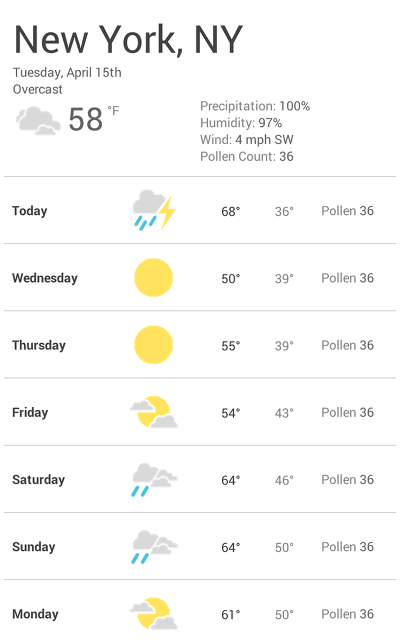 New York, NY
Tuesday, April 15th
Overcast
58 °F
Precipitation: 100%
Humidity: 97%
Wind: 4 mph SW
Pollen Count: 36
Today 68° 36° Pollen 36
Wednesday 50° 39° Pollen 36
Thursday 55° 39° Pollen 36
Friday 54° 43° Pollen 36
Saturday 64° 46° Pollen 36
Sunday 64° 50° Pollen 36
Monday 61° 50° Pollen 36